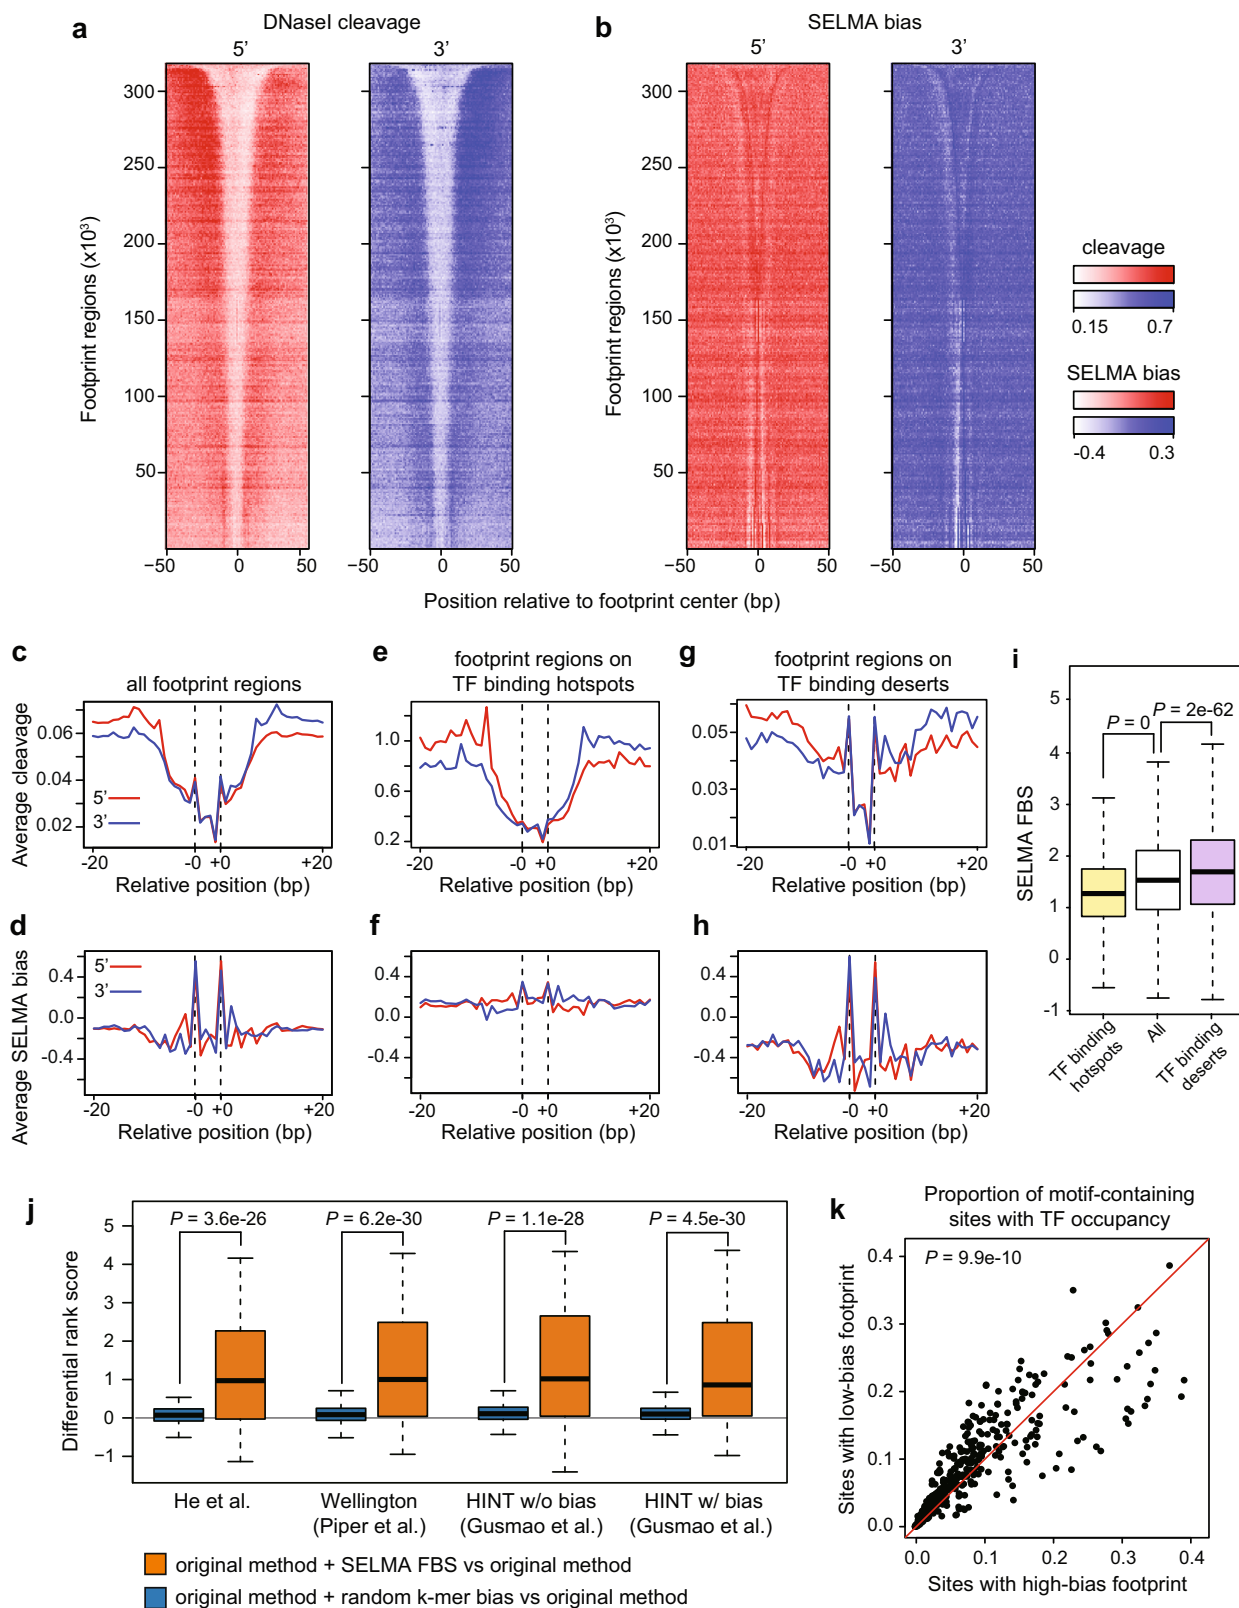 a
DNaseI cleavage
5’
3’
Footprint regions (x10³)
300
250
200
150
100
50
−50
0
50
−50
0
50
b
SELMA bias
5’
3’
Footprint regions (x10³)
300
250
200
150
100
50
−50
0
50
−50
0
50
Position relative to footprint center (bp)
cleavage
0.15
0.7
SELMA bias
-0.4
0.3
c
all footprint regions
Average cleavage
0.06
0.04
0.02
5’
3’
-20
-0
+0
+20
Relative position (bp)
e
footprint regions on
TF binding hotspots
1.0
0.6
0.2
-20
-0
+0
+20
Relative position (bp)
g
footprint regions on
TF binding deserts
0.05
0.03
0.01
-20
-0
+0
+20
Relative position (bp)
d
Average SELMA bias
0.4
0.0
-0.4
5’
3’
-20
-0
+0
+20
Relative position (bp)
f
0.4
0.0
-0.4
-20
-0
+0
+20
Relative position (bp)
h
0.4
0.0
-0.4
-20
-0
+0
+20
Relative position (bp)
i
SELMA FBS
5
4
3
2
1
0
-1
P = 0
P = 2e-62
TF binding
hotspots
All
TF binding
deserts
j
Differential rank score
5
4
3
2
1
0
−1
P = 3.6e-26
P = 6.2e-30
P = 1.1e-28
P = 4.5e-30
He et al.
Wellington
(Piper et al.)
HINT w/o bias
(Gusmao et al.)
HINT w/ bias
(Gusmao et al.)
original method + SELMA FBS vs original method
original method + random k-mer bias vs original method
k
Proportion of motif-containing
sites with TF occupancy
P = 9.9e-10
Sites with low-bias footprint
0.4
0.3
0.2
0.1
0.0
0.0
0.1
0.2
0.3
0.4
Sites with high-bias footprint